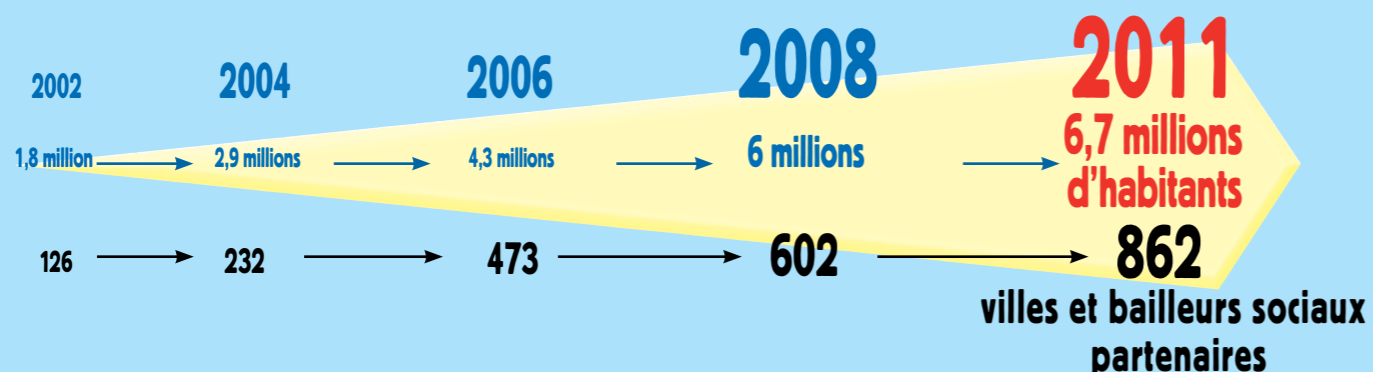 2002 2004 2006 2008 2011
1,8 million 2,9 millions 4,3 millions 6 millions 6,7 millions
d'habitants
126 232 473 602 862
villes et bailleurs sociaux
partenaires